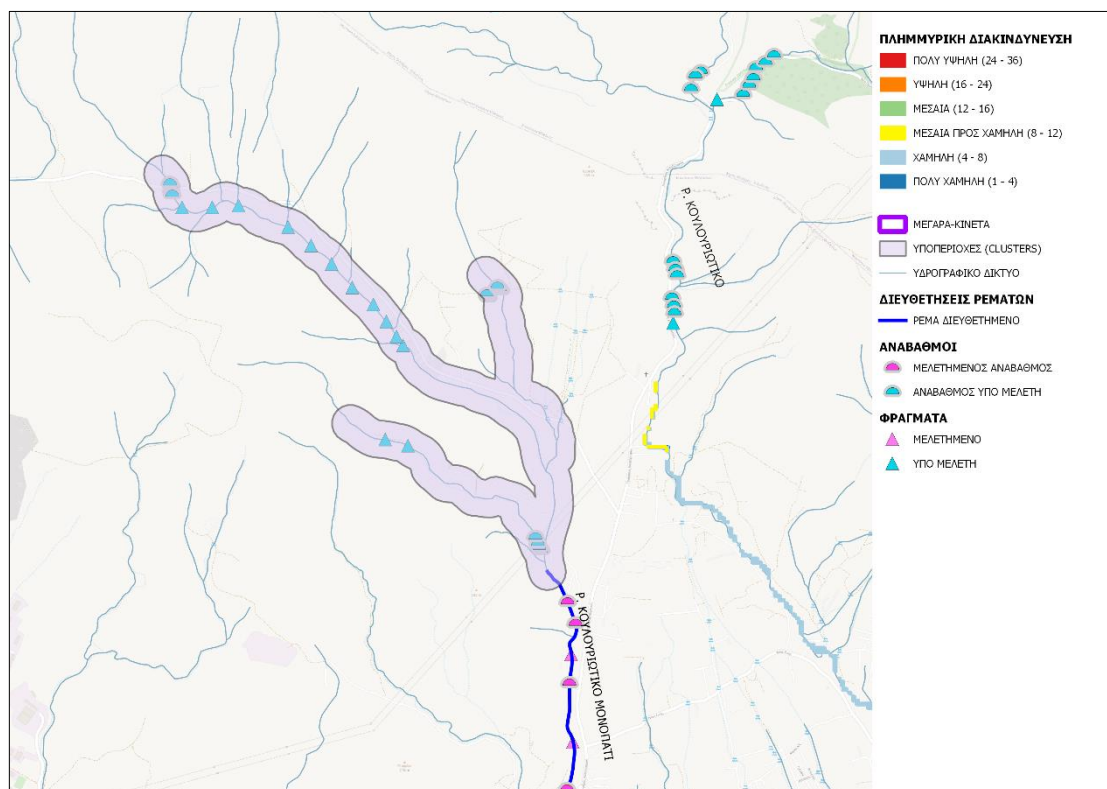 ΠΛΗΜΜΥΡΙΚΗ ΔΙΑΚΙΝΔΥΝΕΥΣΗ
ΠΟΛΥ ΥΨΗΛΗ (24 - 36)
ΥΨΗΛΗ (16 - 24)
ΜΕΣΑΙΑ (12 - 16)
ΜΕΣΑΙΑ ΠΡΟΣ ΧΑΜΗΛΗ (8 - 12)
ΧΑΜΗΛΗ (4 - 8)
ΠΟΛΥ ΧΑΜΗΛΗ (1 - 4)
ΜΕΓΑΡΑ-ΚΙΝΕΤΑ
ΥΠΟΠΕΡΙΟΧΕΣ (CLUSTERS)
ΥΔΡΟΓΡΑΦΙΚΟ ΔΙΚΤΥΟ
ΔΙΕΥΘΕΤΗΣΕΙΣ ΡΕΜΑΤΩΝ
ΡΕΜΑ ΔΙΕΥΘΕΤΗΜΕΝΟ
ΑΝΑΒΑΘΜΟΙ
ΜΕΛΕΤΗΜΕΝΟΣ ΑΝΑΒΑΘΜΟΣ
ΑΝΑΒΑΘΜΟΣ ΥΠΟ ΜΕΛΕΤΗ
ΦΡΑΓΜΑΤΑ
ΜΕΛΕΤΗΜΕΝΟ
ΥΠΟ ΜΕΛΕΤΗ
Ρ. ΚΟΥΛΟΥΡΙΩΤΙΚΟ
Ρ. ΚΟΥΛΟΥΡΙΩΤΙΚΟ ΜΟΝΟΠΑΤΙ